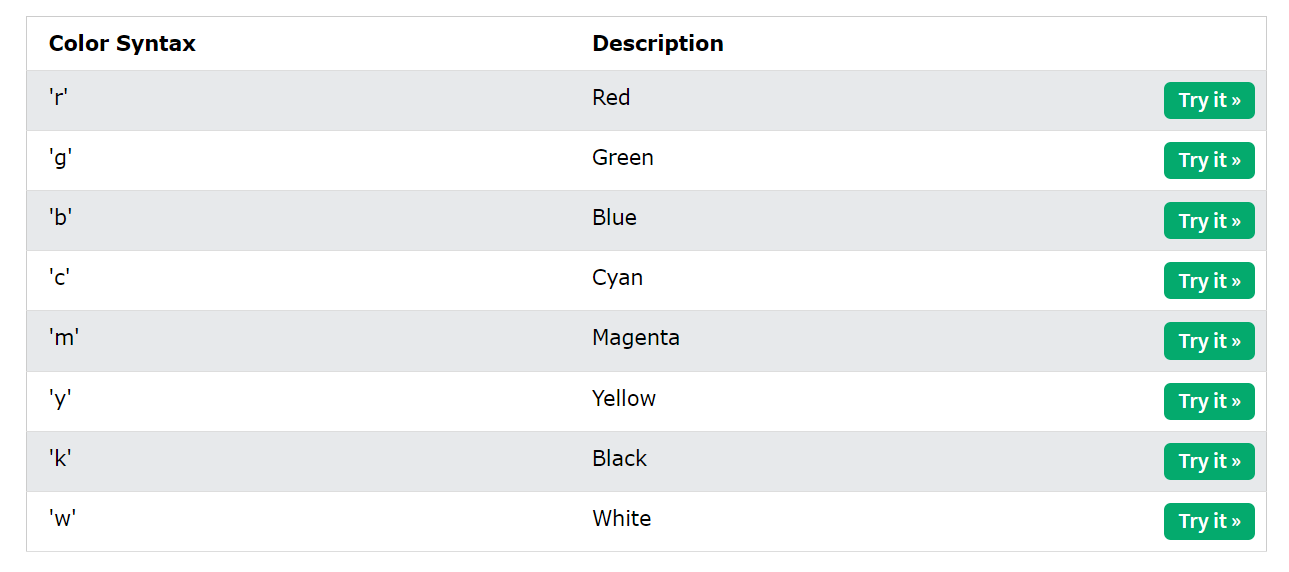 Color Syntax Description
'r' Red Try it »
'g' Green Try it »
'b' Blue Try it »
'c' Cyan Try it »
'm' Magenta Try it »
'y' Yellow Try it »
'k' Black Try it »
'w' White Try it »